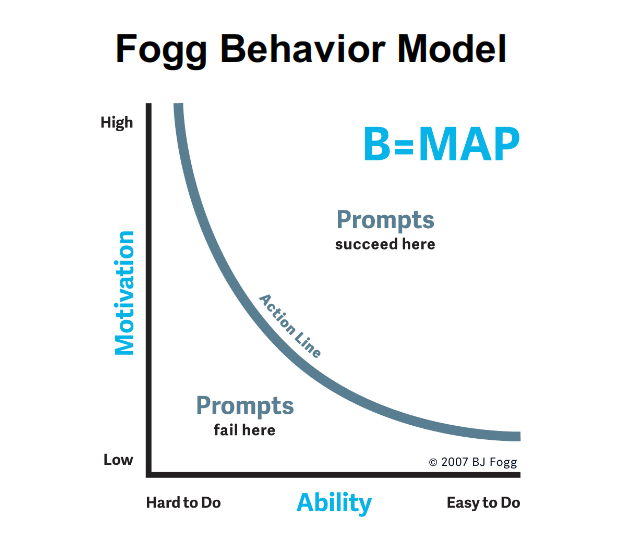 Fogg Behavior Model
High
B=MAP
Prompts
succeed here
Motivation
Action Line
Prompts
fail here
Low
© 2007 BJ Fogg
Hard to Do
Ability
Easy to Do